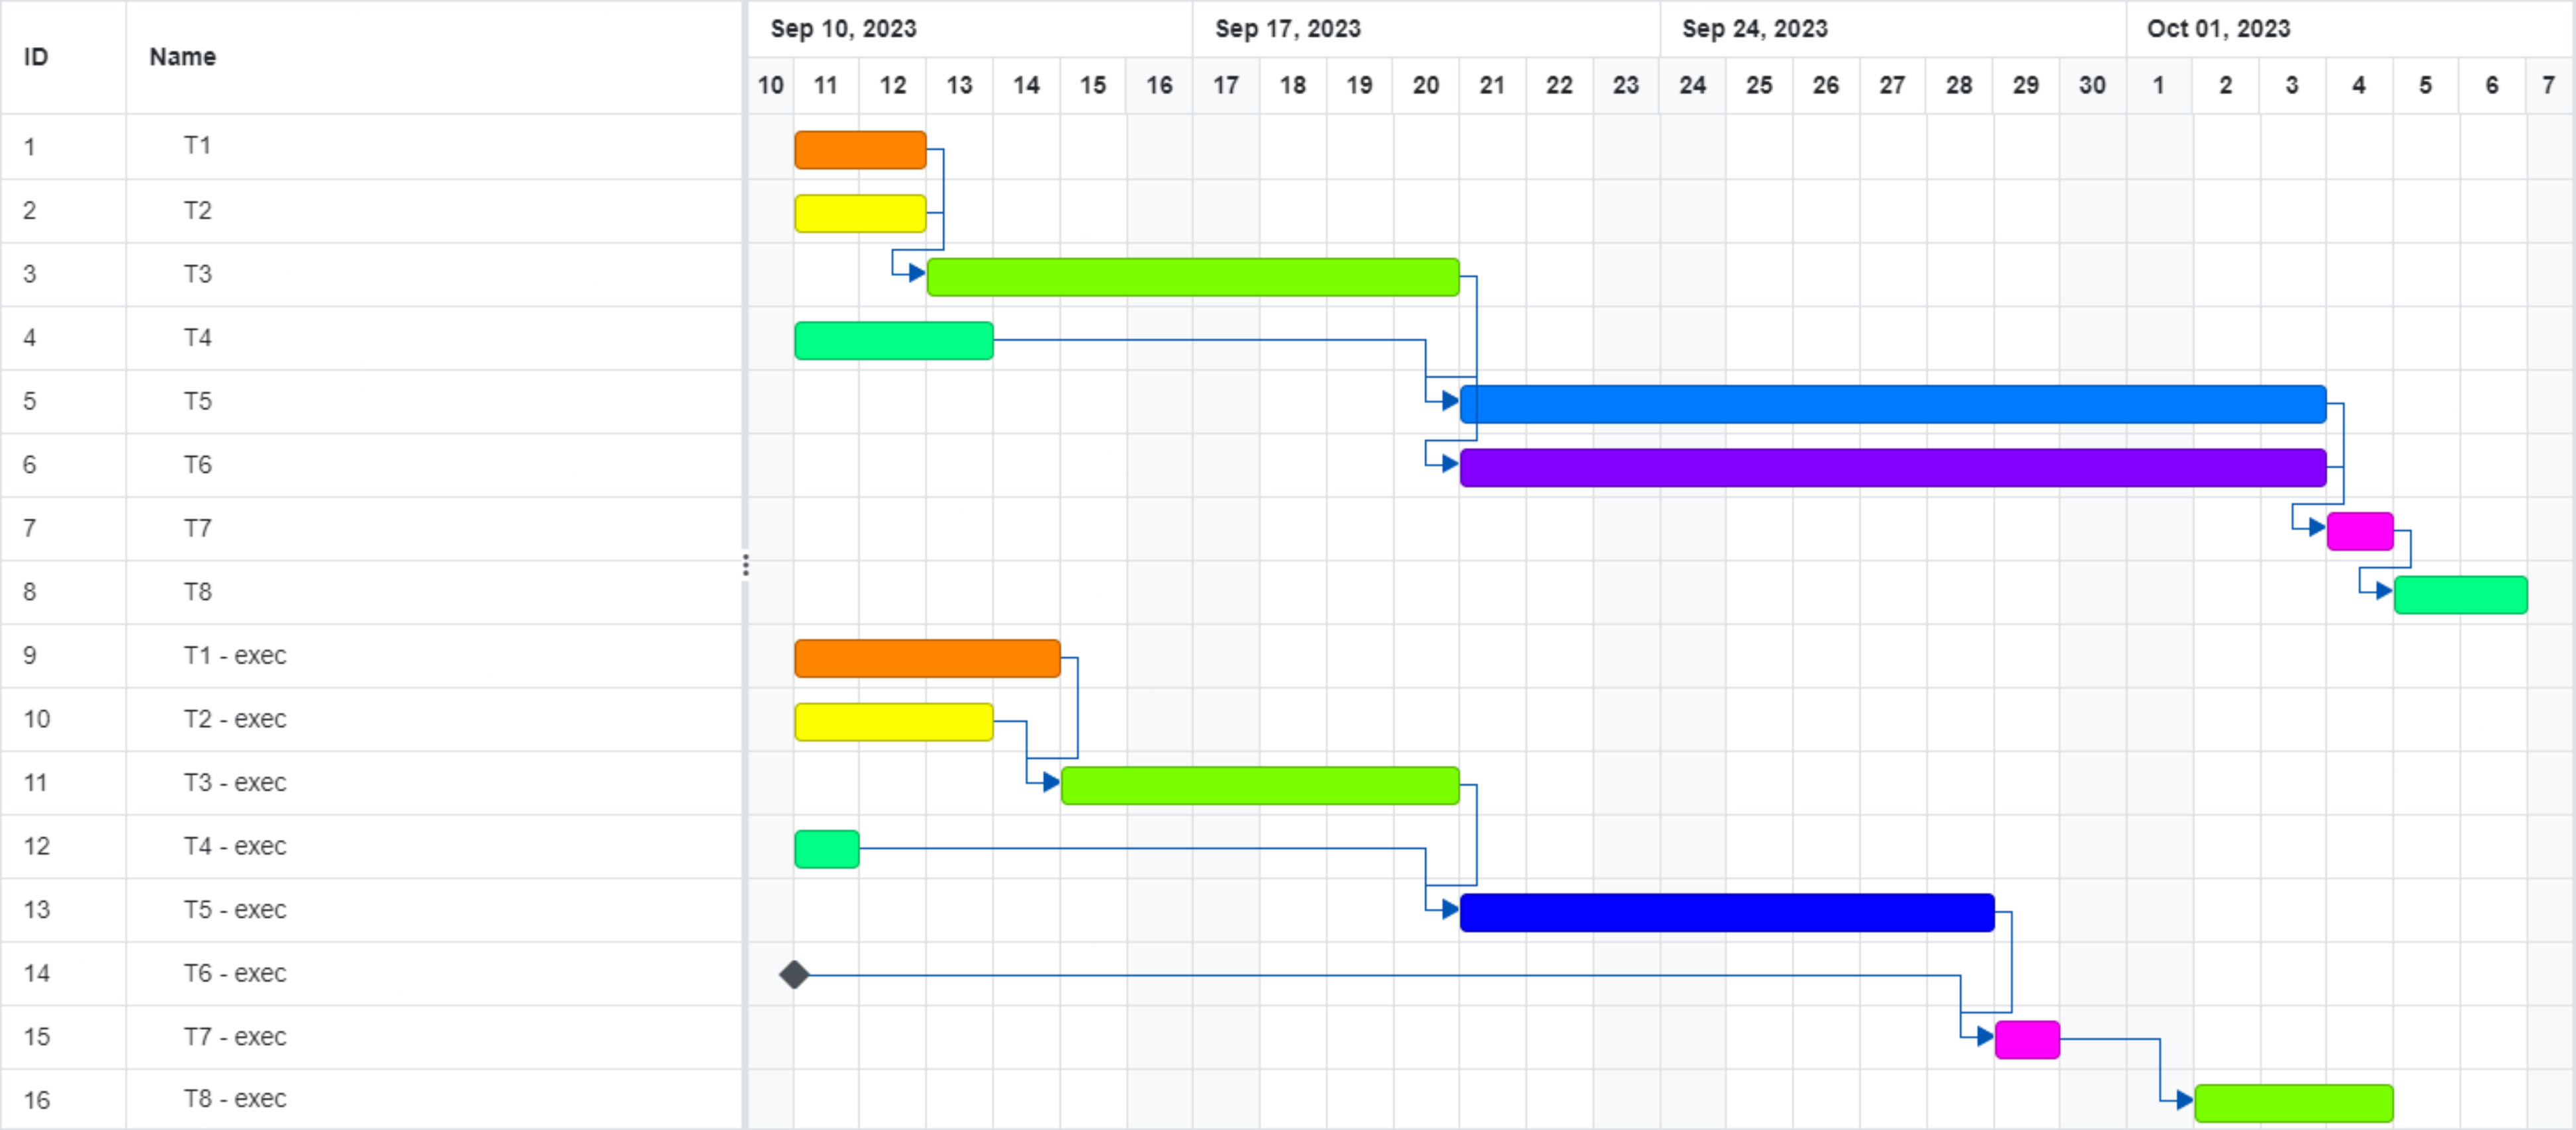 ID Name Sep 10, 2023 Sep 17, 2023 Sep 24, 2023 Oct 01, 2023
10 11 12 13 14 15 16 17 18 19 20 21 22 23 24 25 26 27 28 29 30 1 2 3 4 5 6 7
1 T1
2 T2
3 T3
4 T4
5 T5
6 T6
7 T7
8 T8
9 T1 - exec
10 T2 - exec
11 T3 - exec
12 T4 - exec
13 T5 - exec
14 T6 - exec
15 T7 - exec
16 T8 - exec